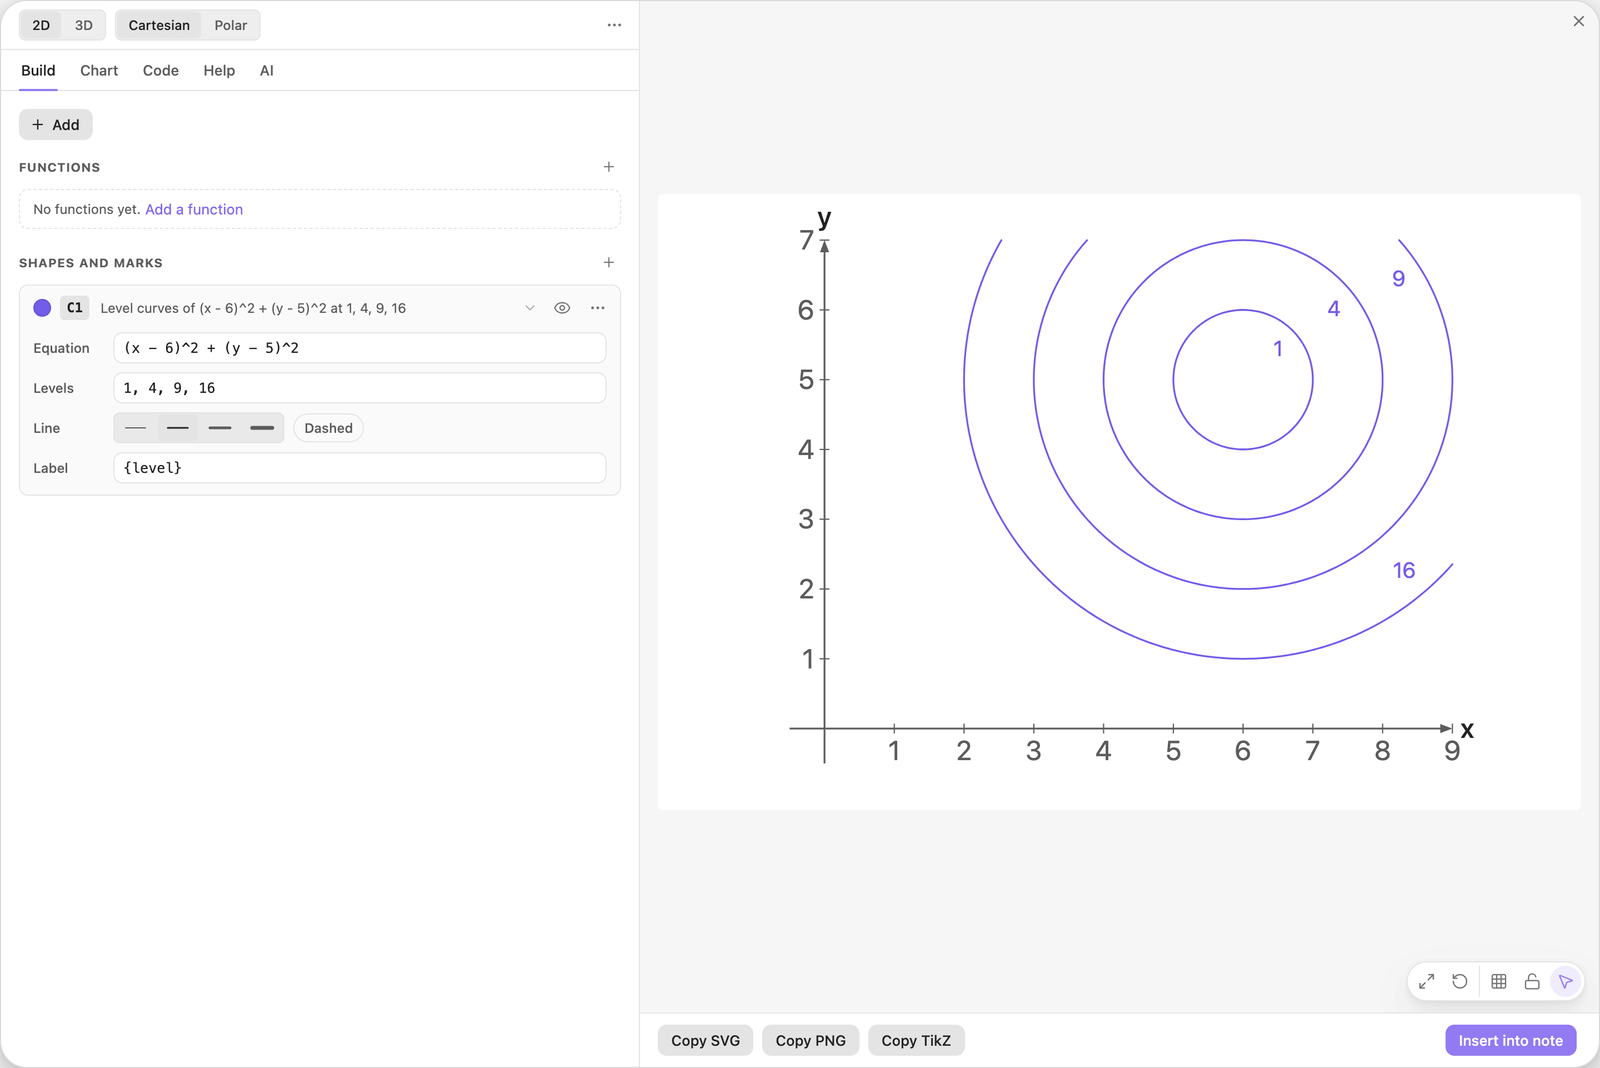 2D 3D Cartesian Polar
Build Chart Code Help AI
+ Add
FUNCTIONS
No functions yet. Add a function
SHAPES AND MARKS
C1 Level curves of (x - 6)^2 + (y - 5)^2 at 1, 4, 9, 16
Equation (x − 6)^2 + (y − 5)^2
Levels 1, 4, 9, 16
Line Dashed
Label {level}
y
7
6
5
4
3
2
1
9
4
1
16
x
1 2 3 4 5 6 7 8 9
Copy SVG Copy PNG Copy TikZ Insert into note